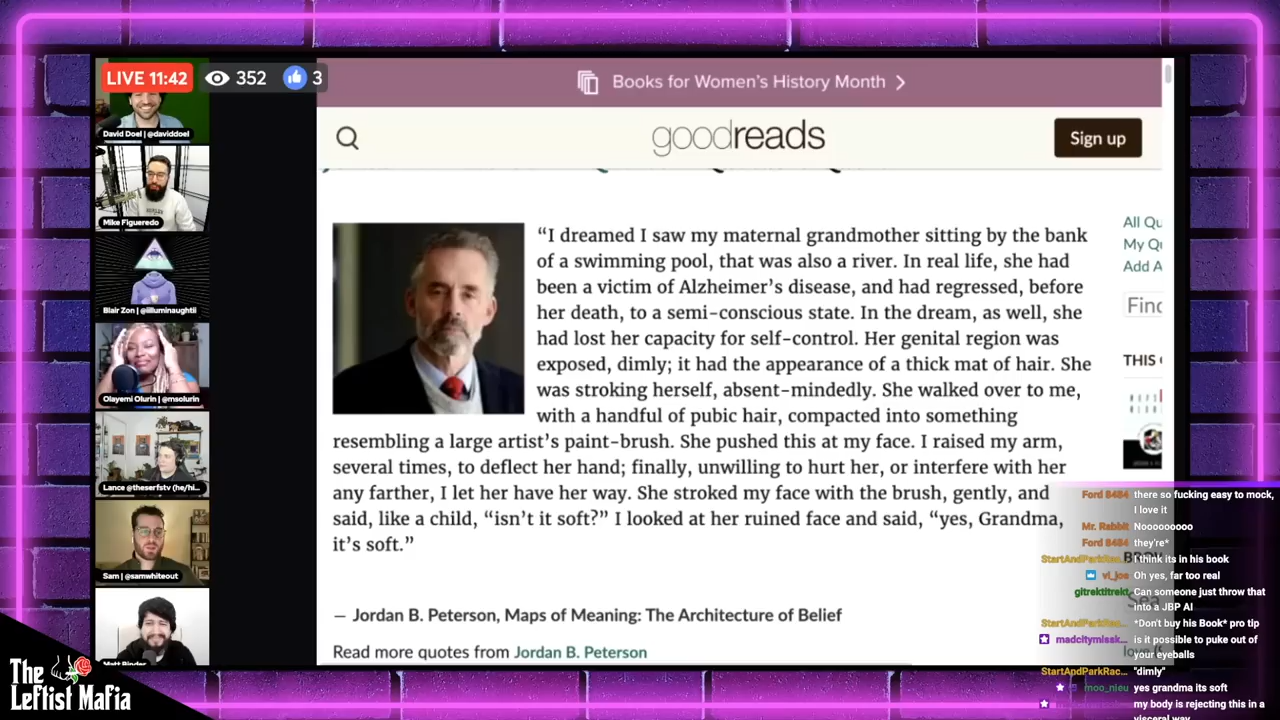 LIVE 11:42 352 3
David Doel | @daviddoel
Mike Figueredo
Blair Zon | @illuminaughtii
Olayemi Olurin | @msolurin
Lance @theserfstv (he/hi...
Sam | @samwhiteout
Matt Binder
The
Leftist Mafia
Books for Women's History Month
goodreads
Sign up
“I dreamed I saw my maternal grandmother sitting by the bank
of a swimming pool, that was also a river. In real life, she had
been a victim of Alzheimer’s disease, and had regressed, before
her death, to a semi-conscious state. In the dream, as well, she
had lost her capacity for self-control. Her genital region was
exposed, dimly; it had the appearance of a thick mat of hair. She
was stroking herself, absent-mindedly. She walked over to me,
with a handful of pubic hair, compacted into something
resembling a large artist’s paint-brush. She pushed this at my face. I raised my arm,
several times, to deflect her hand; finally, unwilling to hurt her, or interfere with her
any farther, I let her have her way. She stroked my face with the brush, gently, and
said, like a child, “isn’t it soft?” I looked at her ruined face and said, “yes, Grandma,
it’s soft.”
― Jordan B. Peterson, Maps of Meaning: The Architecture of Belief
Read more quotes from Jordan B. Peterson
All Qu
My Qu
Add A
Find
THIS
Ford 8484 there so fucking easy to mock,
I love it
Mr. Rabbit Nooooooooo
Ford 8484 they're*
StartAndParkRac... I think its in his book
vi_joe Oh yes, far too real
gitrektitrekt Can someone just throw that
into a JBP AI
StartAndParkRac... *Don't buy his Book* pro tip
madcitymissk... is it possible to puke out of
your eyeballs
StartAndParkRac... "dimly"
moo_nieu yes grandma its soft
my body is rejecting this in a
visceral way